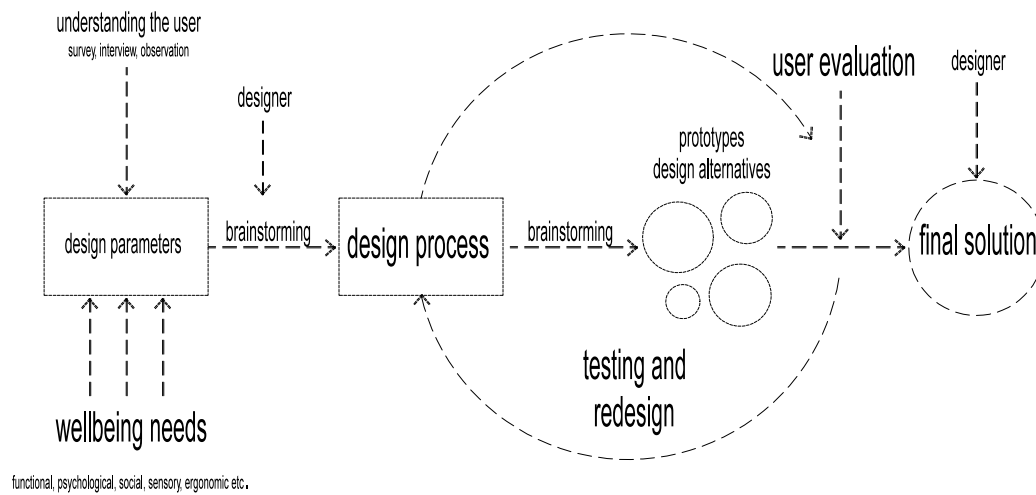 understanding the user
survey, interview, observation
designer
design parameters
brainstorming
wellbeing needs
functional, psychological, social, sensory, ergonomic etc.
design process
brainstorming
prototypes
design alternatives
testing and
redesign
user evaluation
designer
final solution